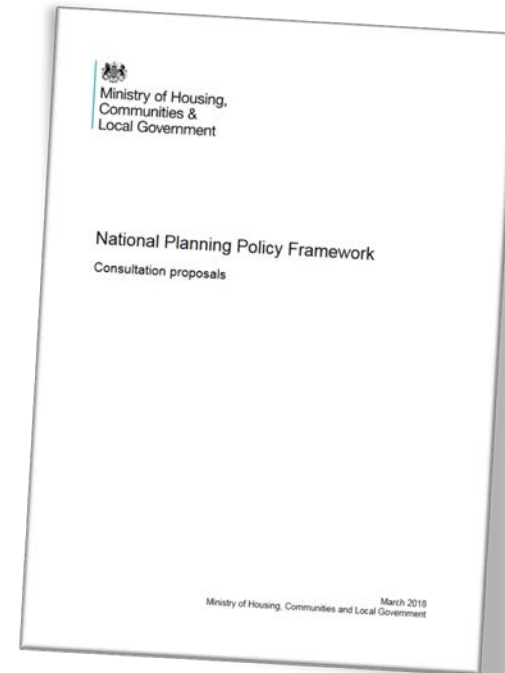 Ministry of Housing,
Communities &
Local Government
National Planning Policy Framework
Consultation proposals
March 2018
Ministry of Housing, Communities and Local Government